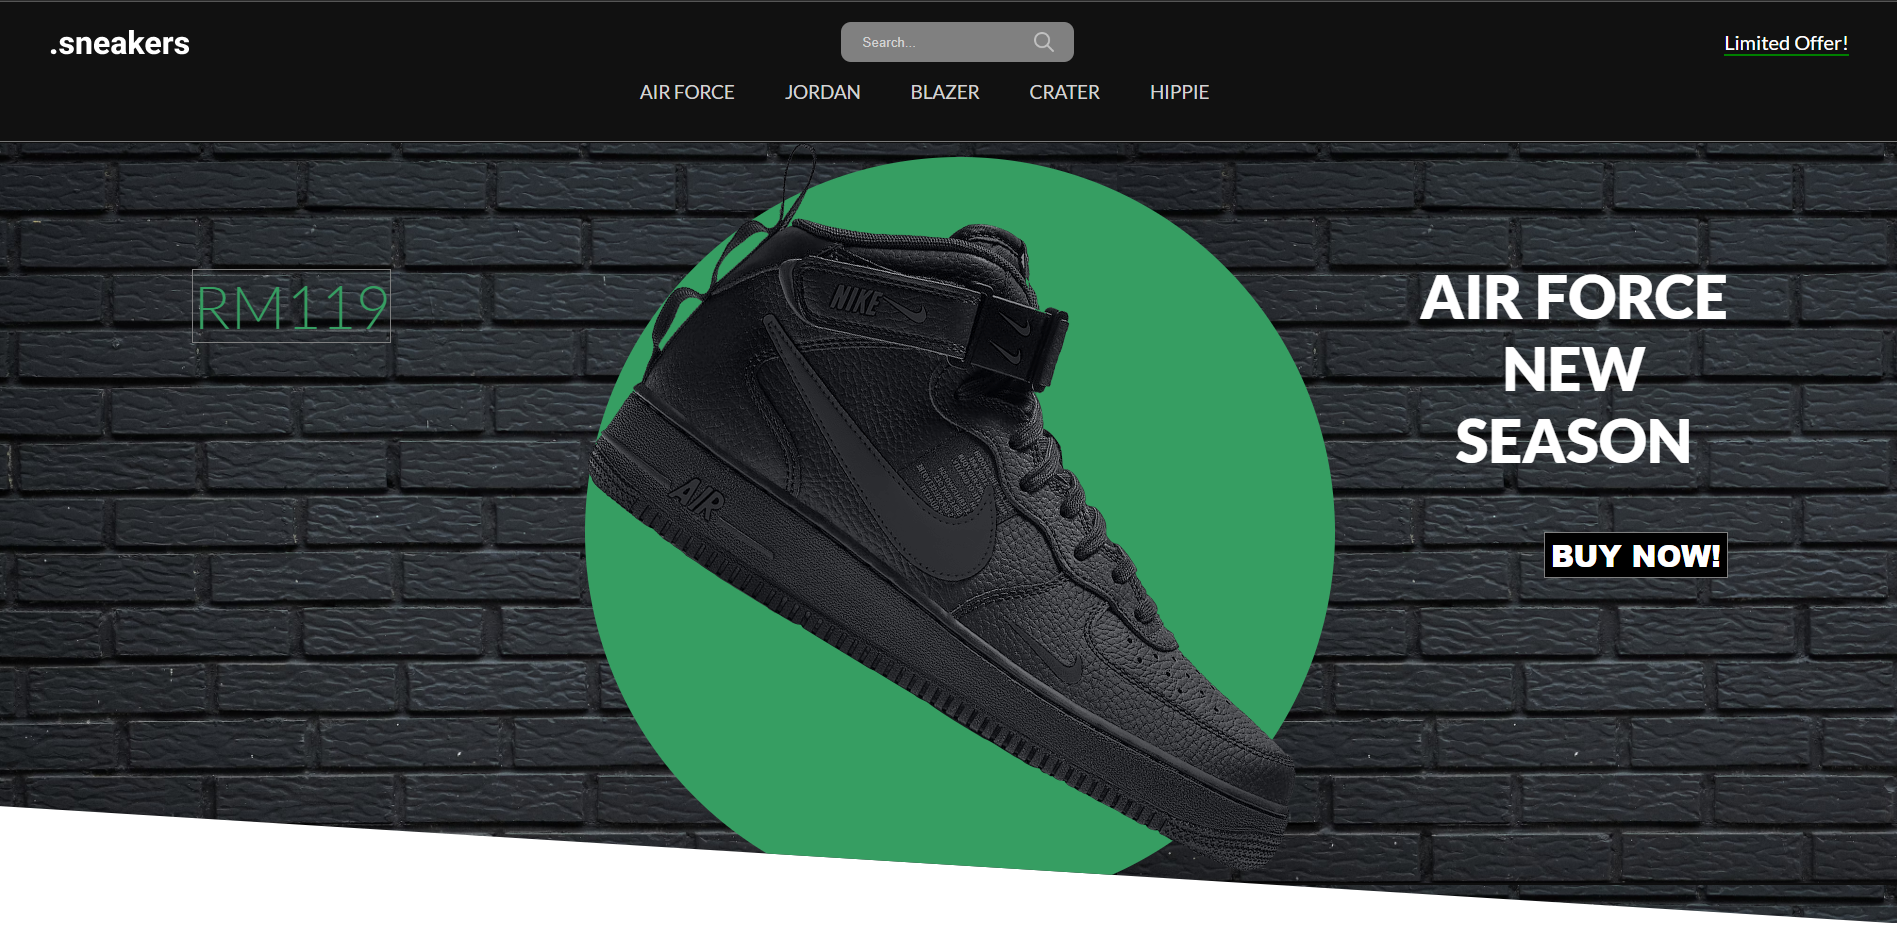 .sneakers
Search...
Limited Offer!
AIR FORCE
JORDAN
BLAZER
CRATER
HIPPIE
RM119
NIKE
AIR
AIR FORCE
NEW
SEASON
BUY NOW!